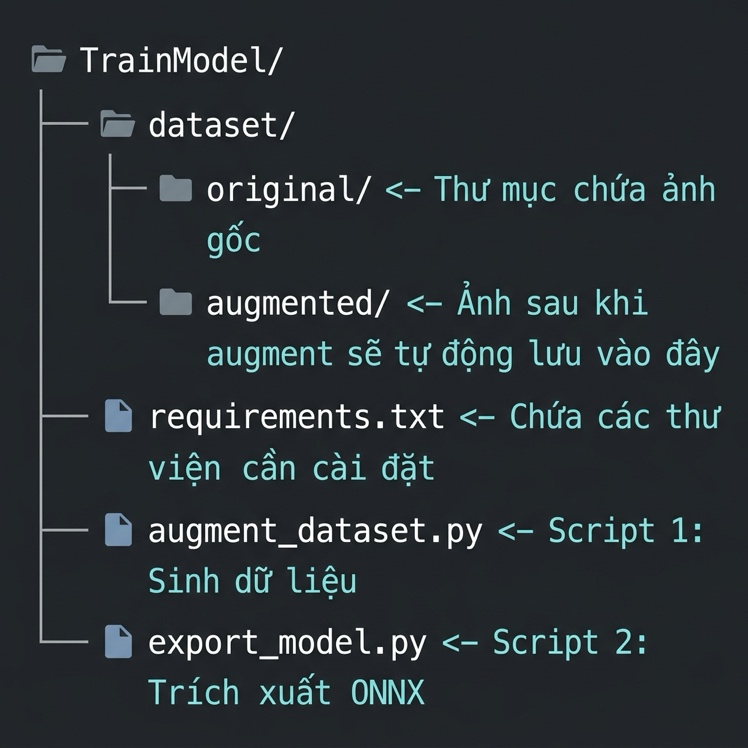 TrainModel/
dataset/
original/ <- Thư mục chứa ảnh
gốc
augmented/ <- Ảnh sau khi
augment sẽ tự động lưu vào đây
requirements.txt <- Chứa các thư
viện cần cài đặt
augment_dataset.py <- Script 1:
Sinh dữ liệu
export_model.py <- Script 2:
Trích xuất ONNX